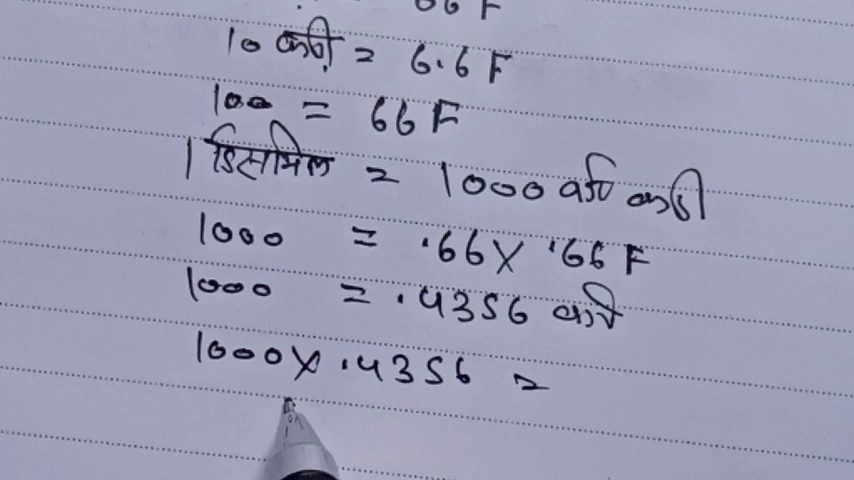 66 F
10 कड़ी = 6.6 F
100 = 66 F
1 डिसमिल = 1000 वर्ग कड़ी
1000 = .66 X .66 F
1000 = .4356 वर्ग
1000 X .4356 =